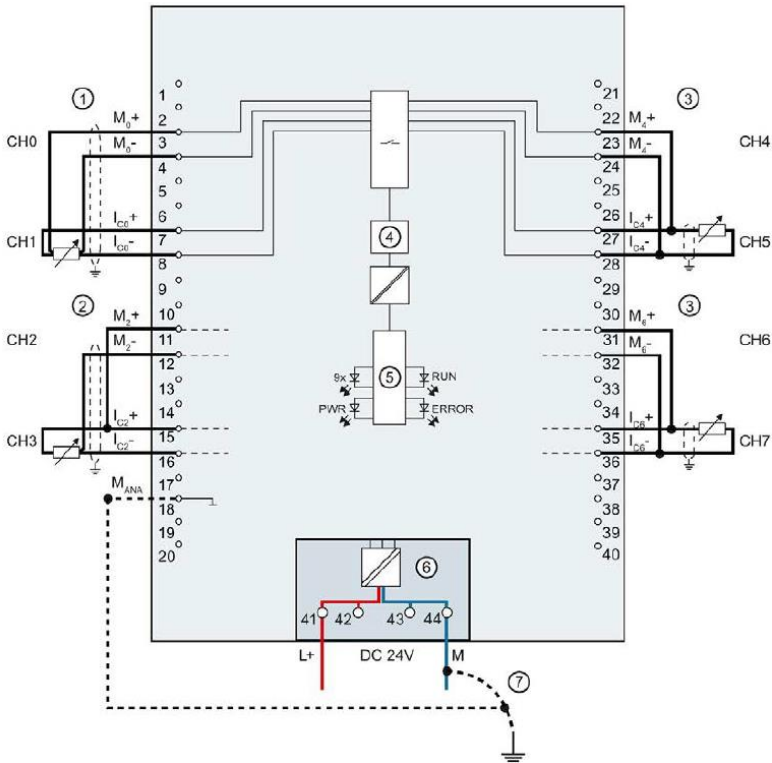 ①
M0+
CH0
M0-
CH1
IC0+
IC0-
②
M2+
CH2
M2-
IC2+
CH3
IC2-
MANA
1
2
3
4
5
6
7
8
9
10
11
12
13
14
15
16
17
18
19
20
④
⑤
9x
RUN
PWR
ERROR
⑥
41
42
43
44
L+
DC 24V
M
⑦
21
22
23
24
25
26
27
28
29
30
31
32
33
34
35
36
37
38
39
40
③
M4+
CH4
M4-
IC4+
CH5
IC4-
③
M6+
CH6
M6-
IC6+
CH7
IC6-